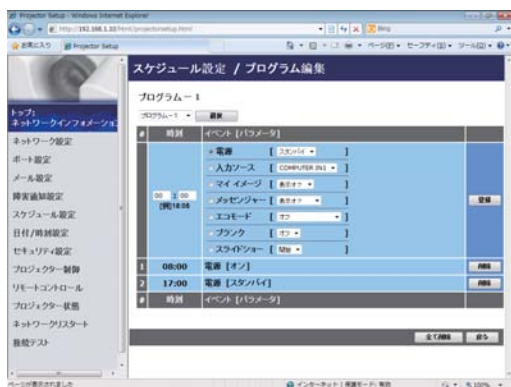 Projector Setup - Windows Internet Explorer
http://192.168.1.10/html/projectorsetup.html
Bing
お気に入り
Projector Setup
ページ(P)
セーフティ(S)
ツール(O)
スケジュール設定 / プログラム編集
プログラム－1
プログラム－1
選択
トップ:
ネットワークインフォメーション
ネットワーク設定
ポート設定
メール設定
障害通知設定
スケジュール設定
日付/時刻設定
セキュリティ設定
プロジェクター制御
リモートコントロール
プロジェクター状態
ネットワークリスタート
接続テスト
# 時刻 イベント [パラメータ]
00 : 00
[例]18:06
電源 [ スタンバイ ]
入力ソース [ COMPUTER IN1 ]
マイ イメージ [ 表示オフ ]
メッセンジャー [ 表示オフ ]
エコモード [ オフ ]
ブランク [ オフ ]
スライドショー [ 開始 ]
登録
1 08:00 電源 [オン] 削除
2 17:00 電源 [スタンバイ] 削除
# 時刻 イベント [パラメータ]
全て削除
戻る
ページが表示されました
インターネット | 保護モード: 無効
100%